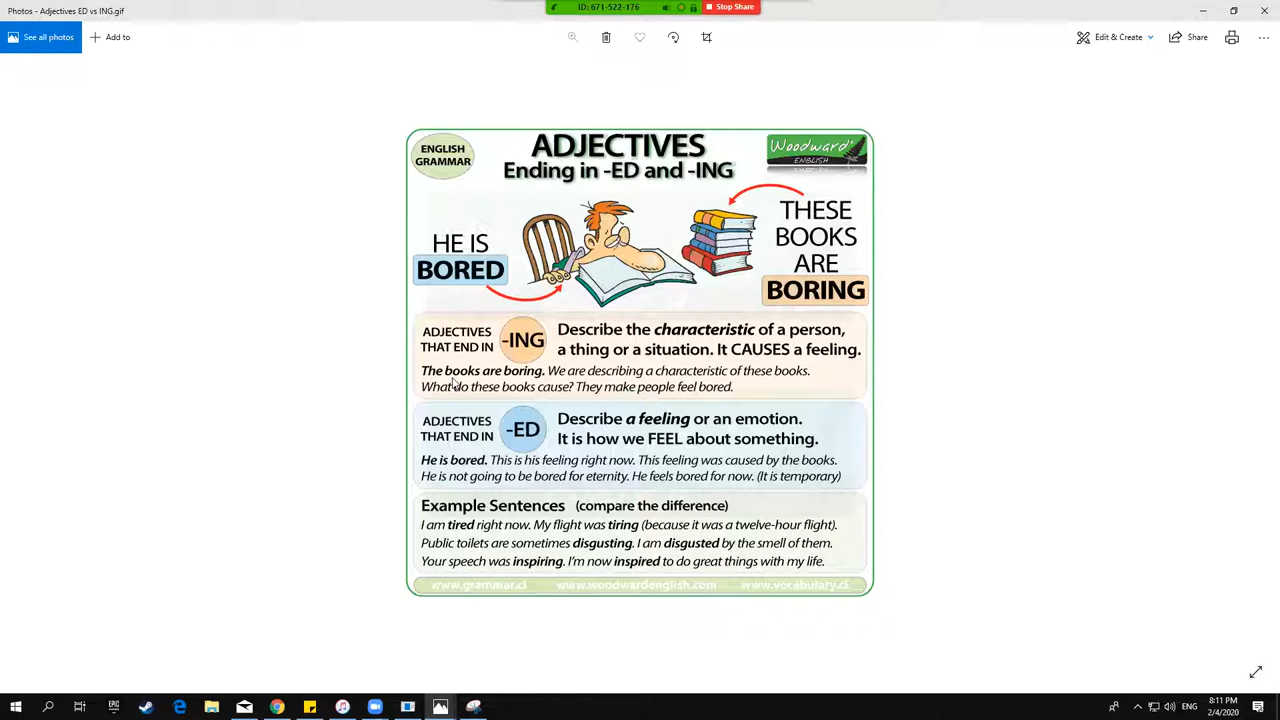 Photos - Adjectives ED vs ING.gif
ID: 671-522-176
Stop Share
See all photos
Add to
Edit & Create
Share
ENGLISH
GRAMMAR
ADJECTIVES
Ending in -ED and -ING
Woodward
ENGLISH
HE IS
BORED
THESE
BOOKS
ARE
BORING
ADJECTIVES
THAT END IN
-ING
Describe the characteristic of a person,
a thing or a situation. It CAUSES a feeling.
The books are boring. We are describing a characteristic of these books.
What do these books cause? They make people feel bored.
ADJECTIVES
THAT END IN
-ED
Describe a feeling or an emotion.
It is how we FEEL about something.
He is bored. This is his feeling right now. This feeling was caused by the books.
He is not going to be bored for eternity. He feels bored for now. (It is temporary)
Example Sentences (compare the difference)
I am tired right now. My flight was tiring (because it was a twelve-hour flight).
Public toilets are sometimes disgusting. I am disgusted by the smell of them.
Your speech was inspiring. I'm now inspired to do great things with my life.
www.grammar.cl www.woodwardenglish.com www.vocabulary.cl
EPIC
ENG
8:11 PM
2/4/2020